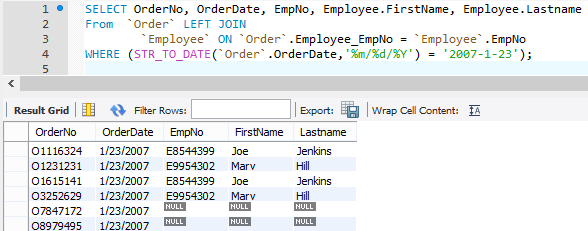 1 SELECT OrderNo, OrderDate, EmpNo, Employee.FirstName, Employee.Lastname
2 From `Order` LEFT JOIN
3 `Employee` ON `Order`.Employee_EmpNo = `Employee`.EmpNo
4 WHERE (STR_TO_DATE(`Order`.OrderDate,'%m/%d/%Y') = '2007-1-23');
5
Result Grid Filter Rows: Export: Wrap Cell Content: IA
OrderNo OrderDate EmpNo FirstName Lastname
O1116324 1/23/2007 E8544399 Joe Jenkins
O1231231 1/23/2007 E9954302 Mary Hill
O1615141 1/23/2007 E8544399 Joe Jenkins
O3252629 1/23/2007 E9954302 Mary Hill
O7847172 1/23/2007 NULL NULL NULL
O8979495 1/23/2007 NULL NULL NULL